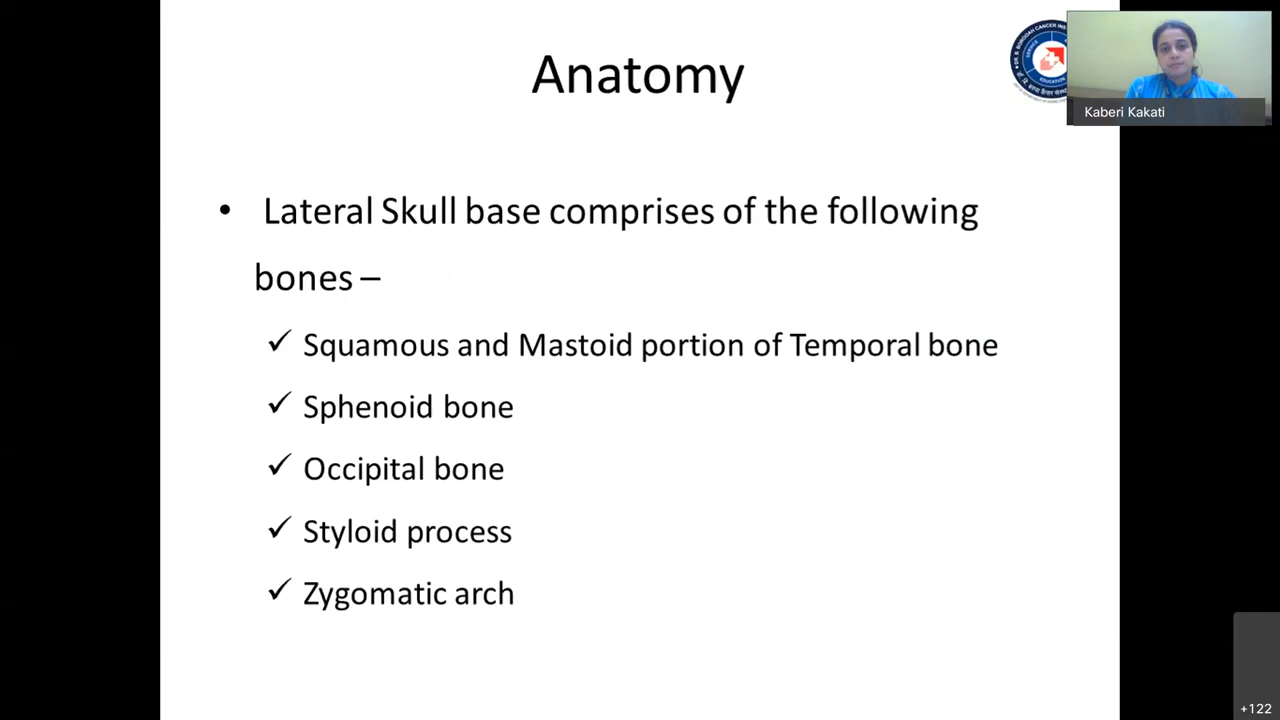 Anatomy
Kaberi Kakati
• Lateral Skull base comprises of the following
bones –
✓ Squamous and Mastoid portion of Temporal bone
✓ Sphenoid bone
✓ Occipital bone
✓ Styloid process
✓ Zygomatic arch
+122